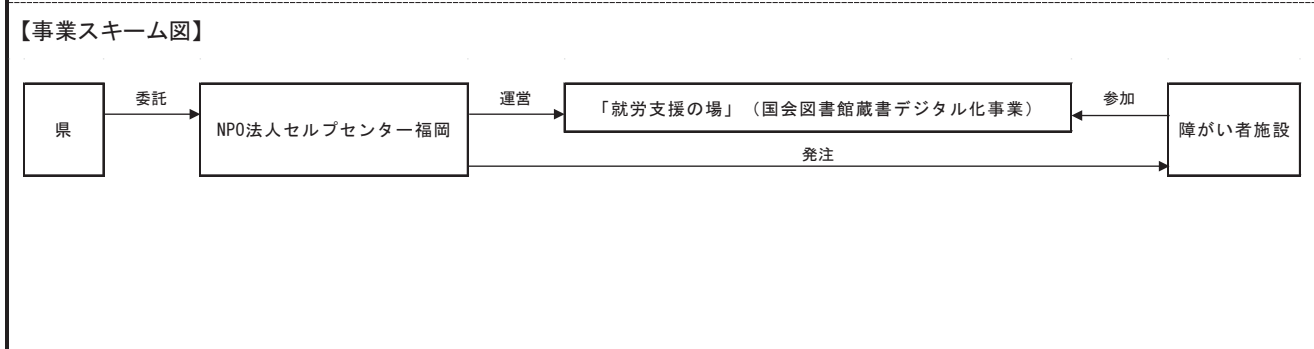 【事業スキーム図】
委託
運営
参加
県
NPO法人セルプセンター福岡
「就労支援の場」（国会図書館蔵書デジタル化事業）
障がい者施設
発注